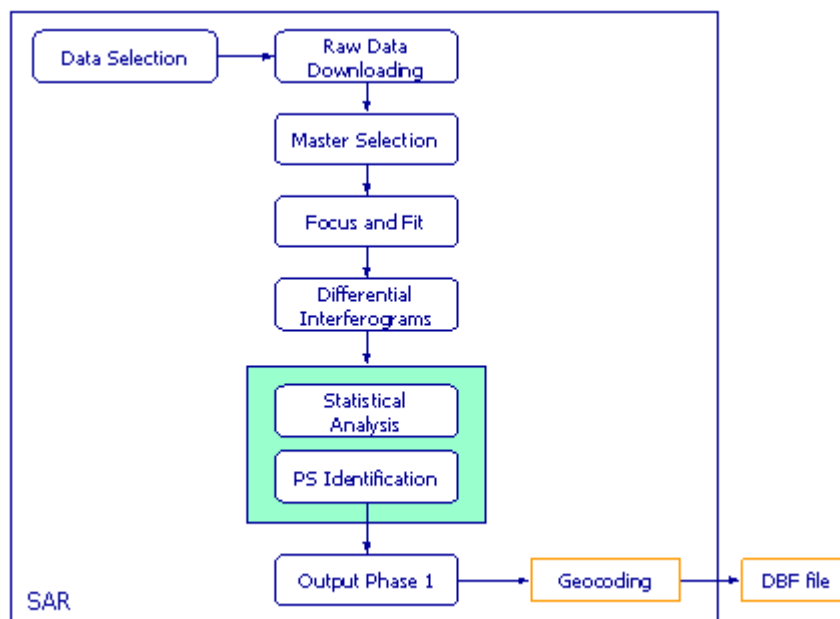 Data Selection
Raw Data
Downloading
Master Selection
Focus and Fit
Differential
Interferograms
Statistical
Analysis
PS Identification
Output Phase 1
Geocoding
DBF file
SAR